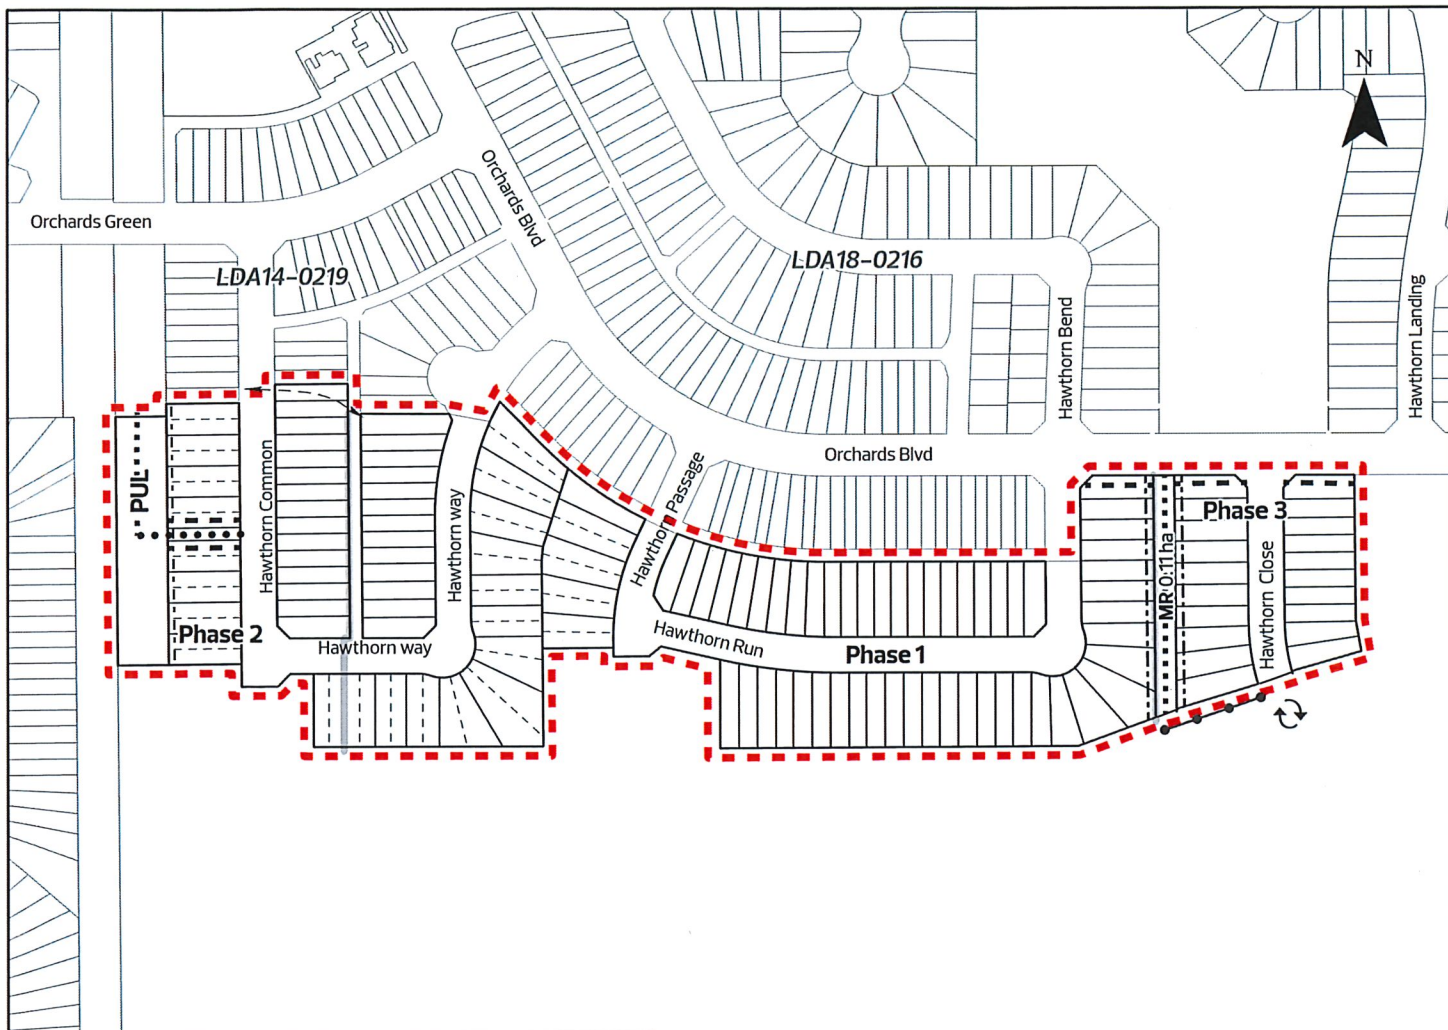 N
Orchards Green
Orchards Blvd
LDA14-0219
LDA18-0216
Hawthorn Bend
Hawthorn Landing
Orchards Blvd
PUL
Hawthorn Common
Hawthorn way
Hawthorn Passage
Phase 3
MR 0.11 ha
Hawthorn Close
Phase 2
Hawthorn way
Hawthorn Run
Phase 1